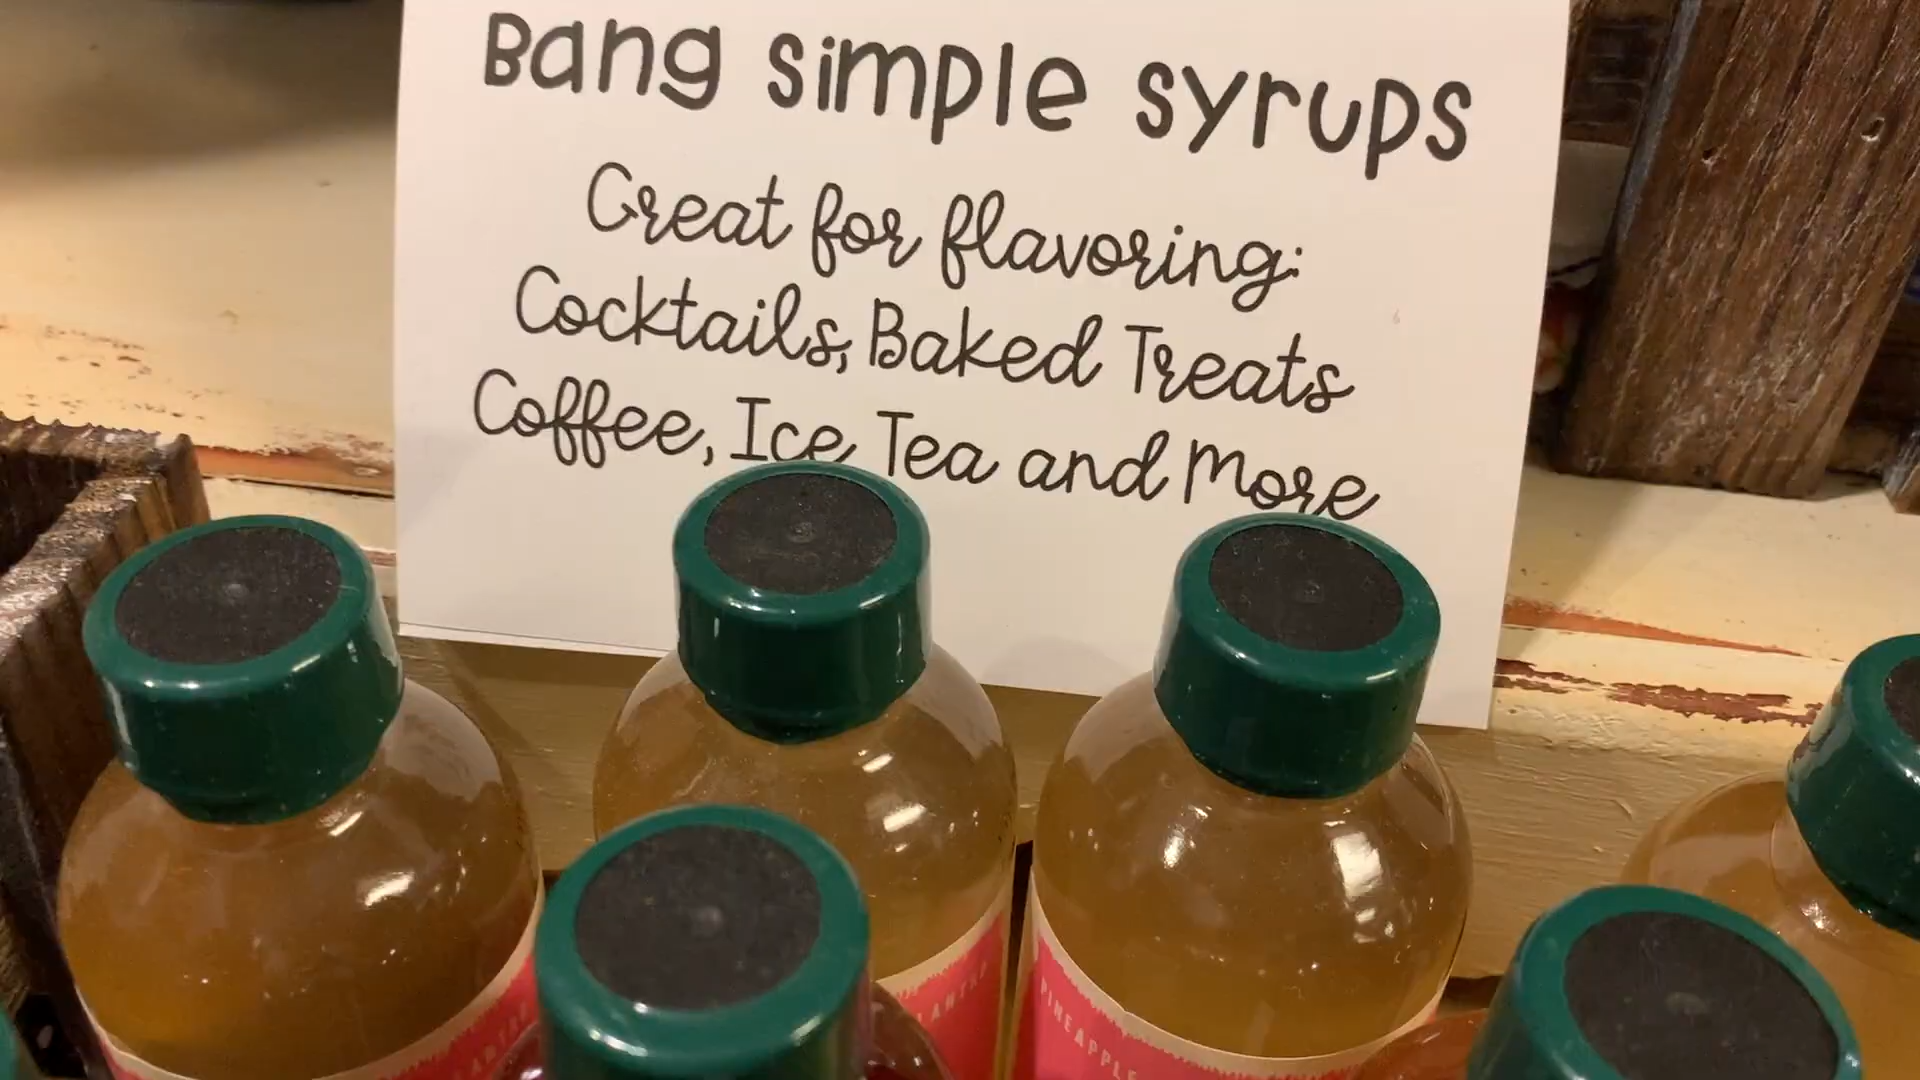 Bang simple syrups
Great for flavoring:
Cocktails, Baked Treats
Coffee, Ice Tea and More
PINEAPPLE